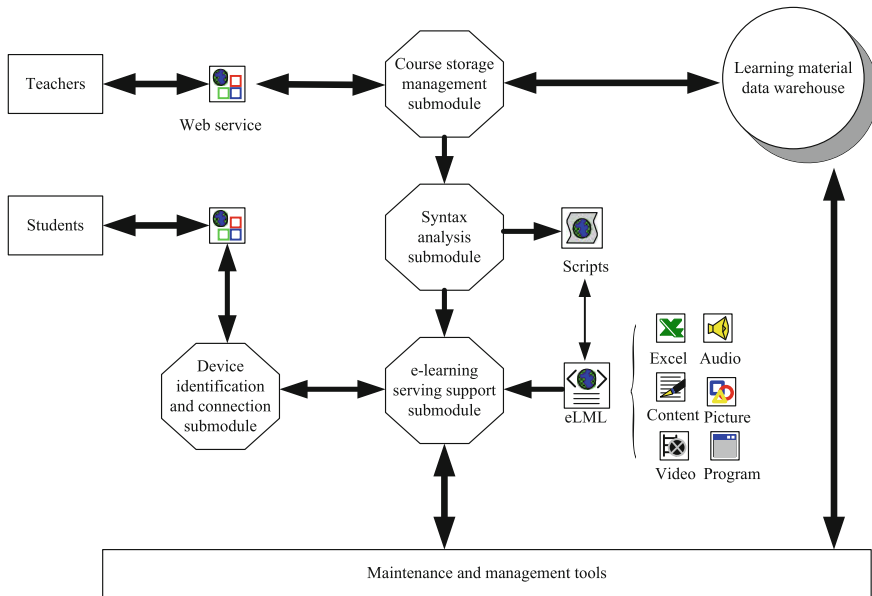 Teachers
Web service
Course storage
management
submodule
Learning material
data warehouse
Students
Syntax
analysis
submodule
Scripts
Device
identification
and connection
submodule
e-learning
serving support
submodule
eLML
Excel
Audio
Content
Picture
Video
Program
Maintenance and management tools